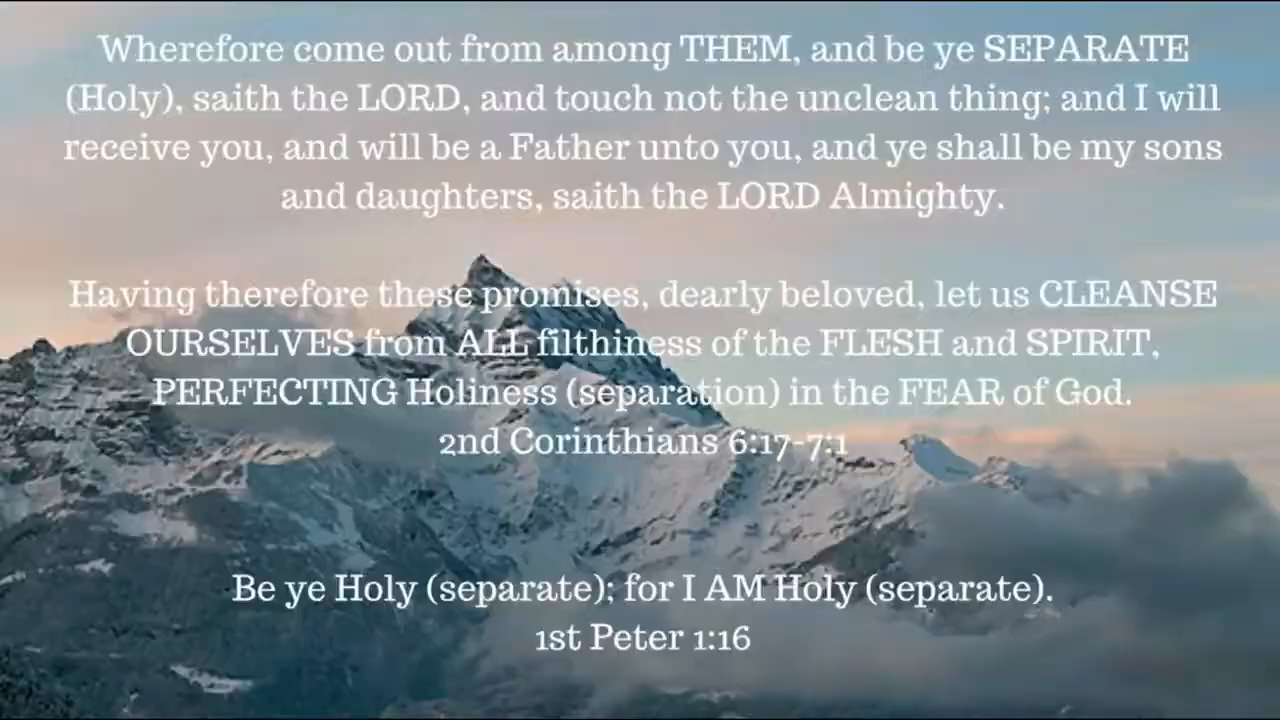 Wherefore come out from among THEM, and be ye SEPARATE
(Holy), saith the LORD, and touch not the unclean thing; and I will
receive you, and will be a Father unto you, and ye shall be my sons
and daughters, saith the LORD Almighty.
Having therefore these promises, dearly beloved, let us CLEANSE
OURSELVES from ALL filthiness of the FLESH and SPIRIT,
PERFECTING Holiness (separation) in the FEAR of God.
2nd Corinthians 6:17-7:1
Be ye Holy (separate); for I AM Holy (separate).
1st Peter 1:16